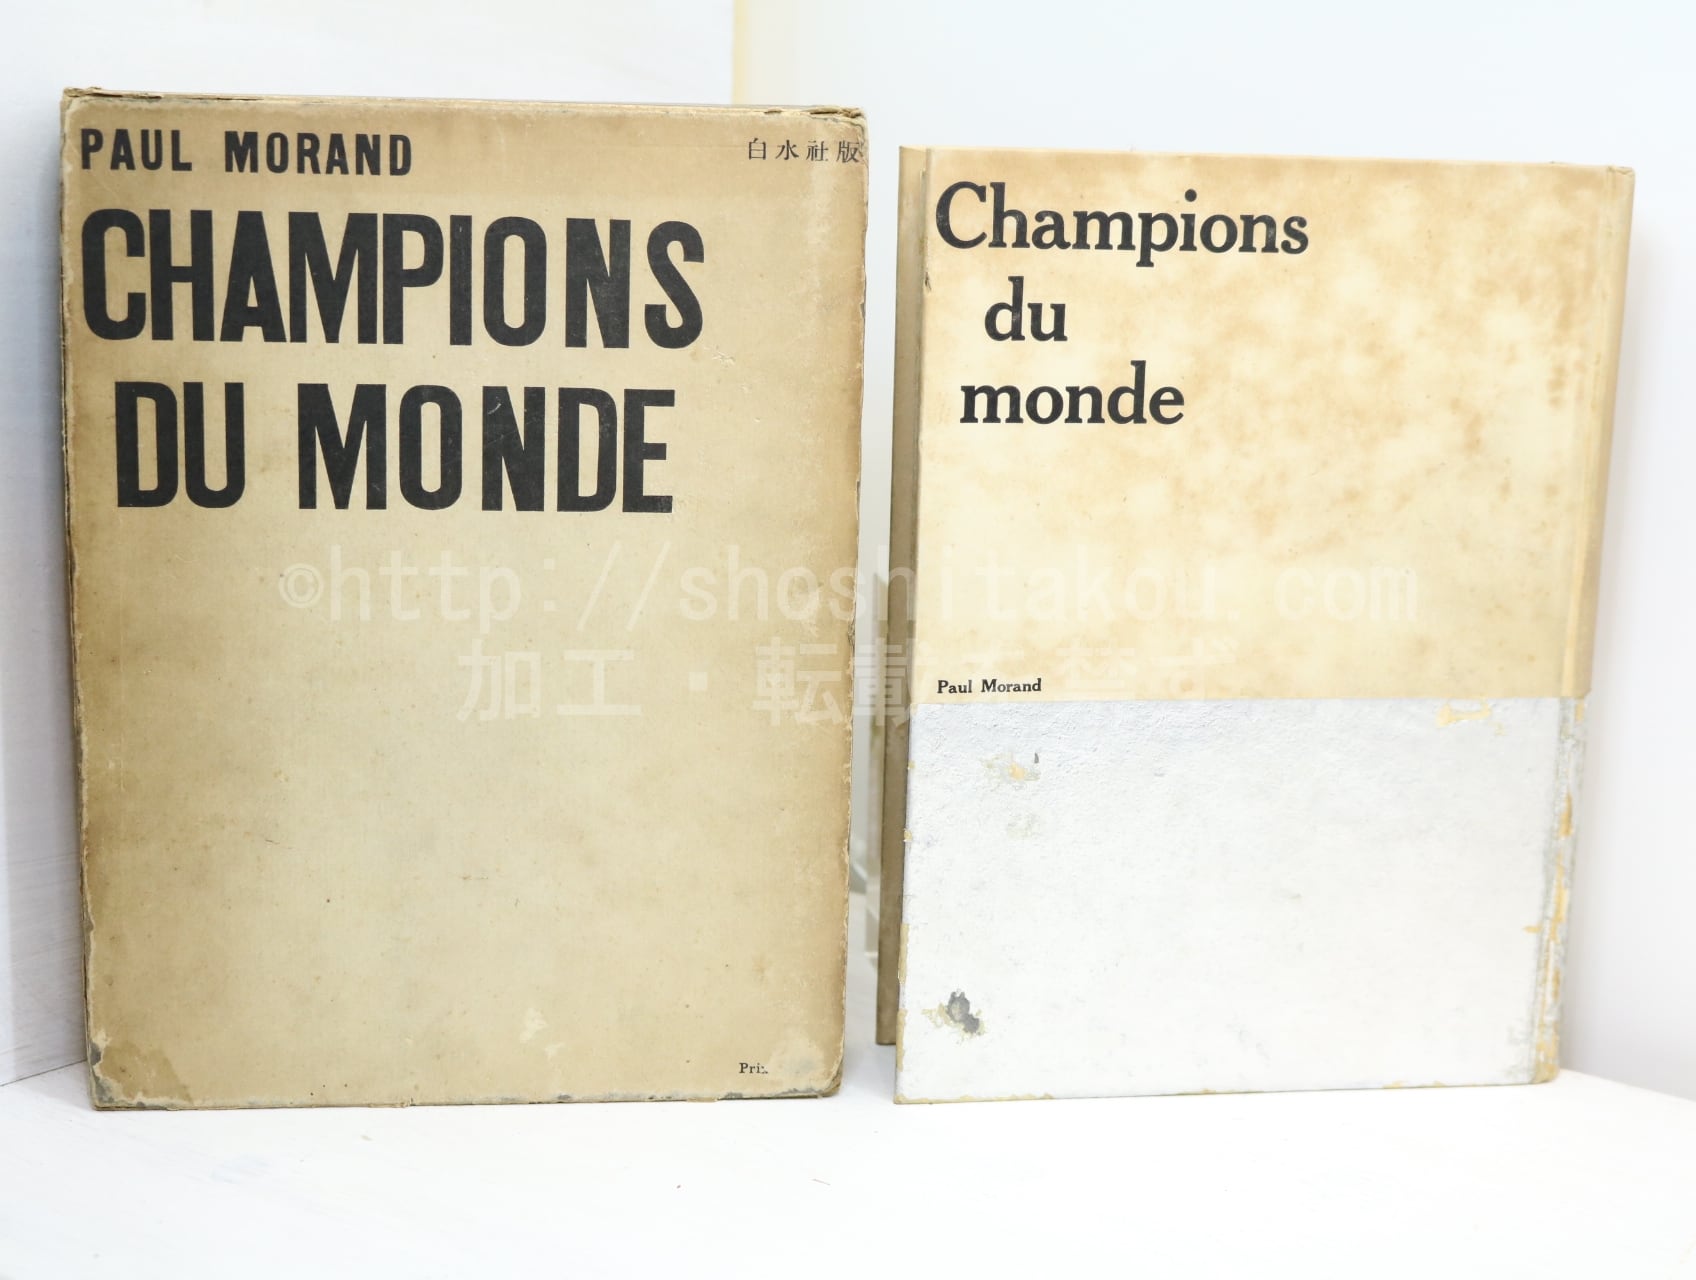 PAUL MORAND
白水社版
CHAMPIONS
DU MONDE
Champions
du
monde
Paul Morand
©http://shoshitakou.com
加工・転載を禁ず